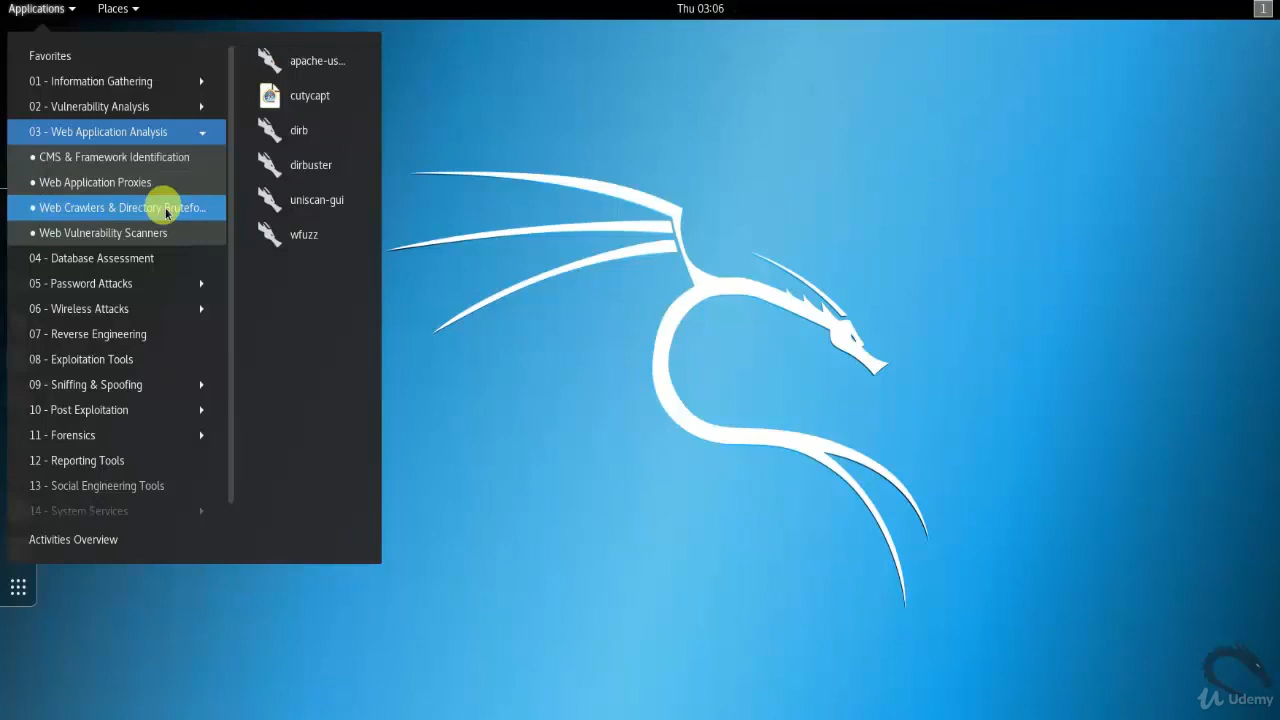 Applications Places Thu 03:06 1
Favorites
01 - Information Gathering
02 - Vulnerability Analysis
03 - Web Application Analysis
CMS & Framework Identification
Web Application Proxies
Web Crawlers & Directory Brutefo...
Web Vulnerability Scanners
04 - Database Assessment
05 - Password Attacks
06 - Wireless Attacks
07 - Reverse Engineering
08 - Exploitation Tools
09 - Sniffing & Spoofing
10 - Post Exploitation
11 - Forensics
12 - Reporting Tools
13 - Social Engineering Tools
14 - System Services
Activities Overview
apache-us...
cutycapt
dirb
dirbuster
uniscan-gui
wfuzz
Udemy